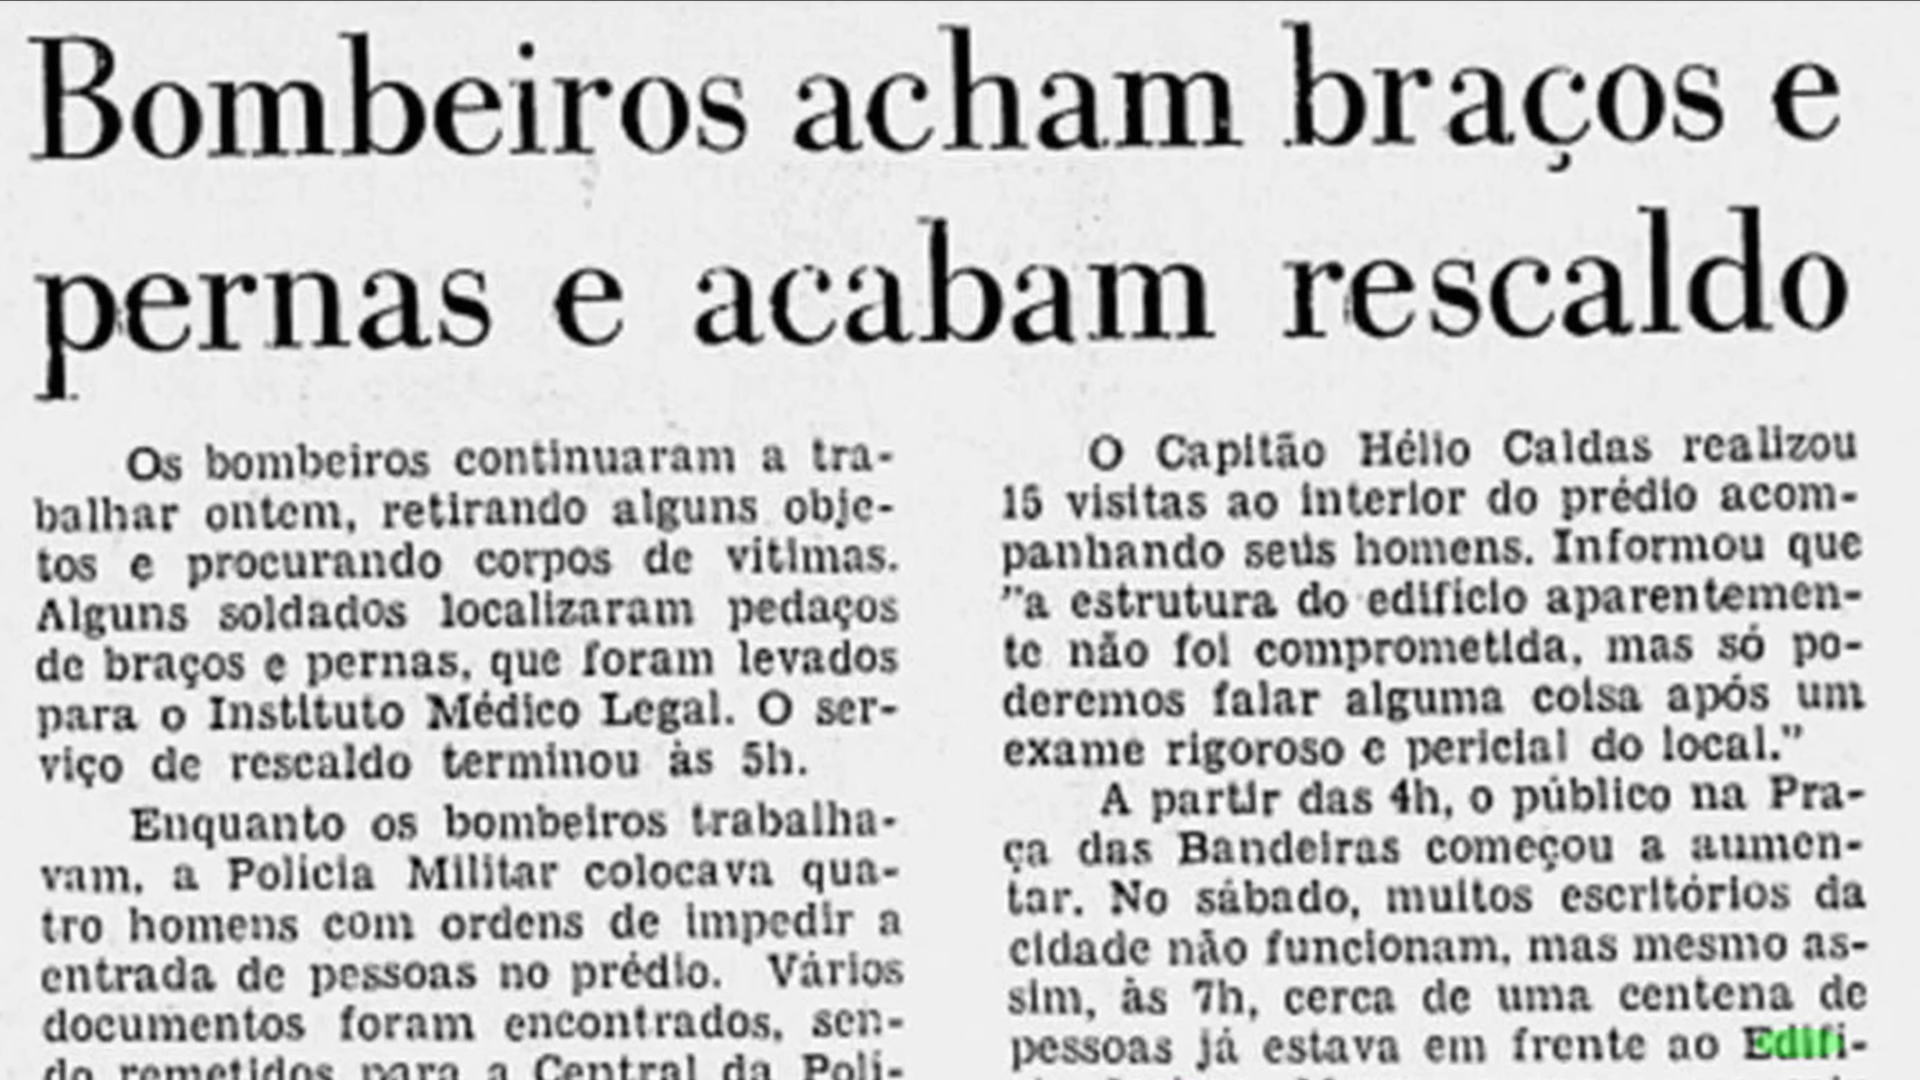 Bombeiros acham braços e
pernas e acabam rescaldo
Os bombeiros continuaram a tra-
balhar ontem, retirando alguns obje-
tos e procurando corpos de vítimas.
Alguns soldados localizaram pedaços
de braços e pernas, que foram levados
para o Instituto Médico Legal. O ser-
viço de rescaldo terminou às 5h.
Enquanto os bombeiros trabalha-
vam, a Polícia Militar colocava qua-
tro homens com ordens de impedir a
entrada de pessoas no prédio. Vários
documentos foram encontrados, sen-
do remetidos para a Central da Polí-
O Capitão Hélio Caldas realizou
15 visitas ao interior do prédio acom-
panhando seus homens. Informou que
"a estrutura do edifício aparentemen-
te não foi comprometida, mas só po-
deremos falar alguma coisa após um
exame rigoroso e pericial do local."
A partir das 4h, o público na Pra-
ça das Bandeiras começou a aumen-
tar. No sábado, muitos escritórios da
cidade não funcionam, mas mesmo as-
sim, às 7h, cerca de uma centena de
pessoas já estava em frente ao Edifí-